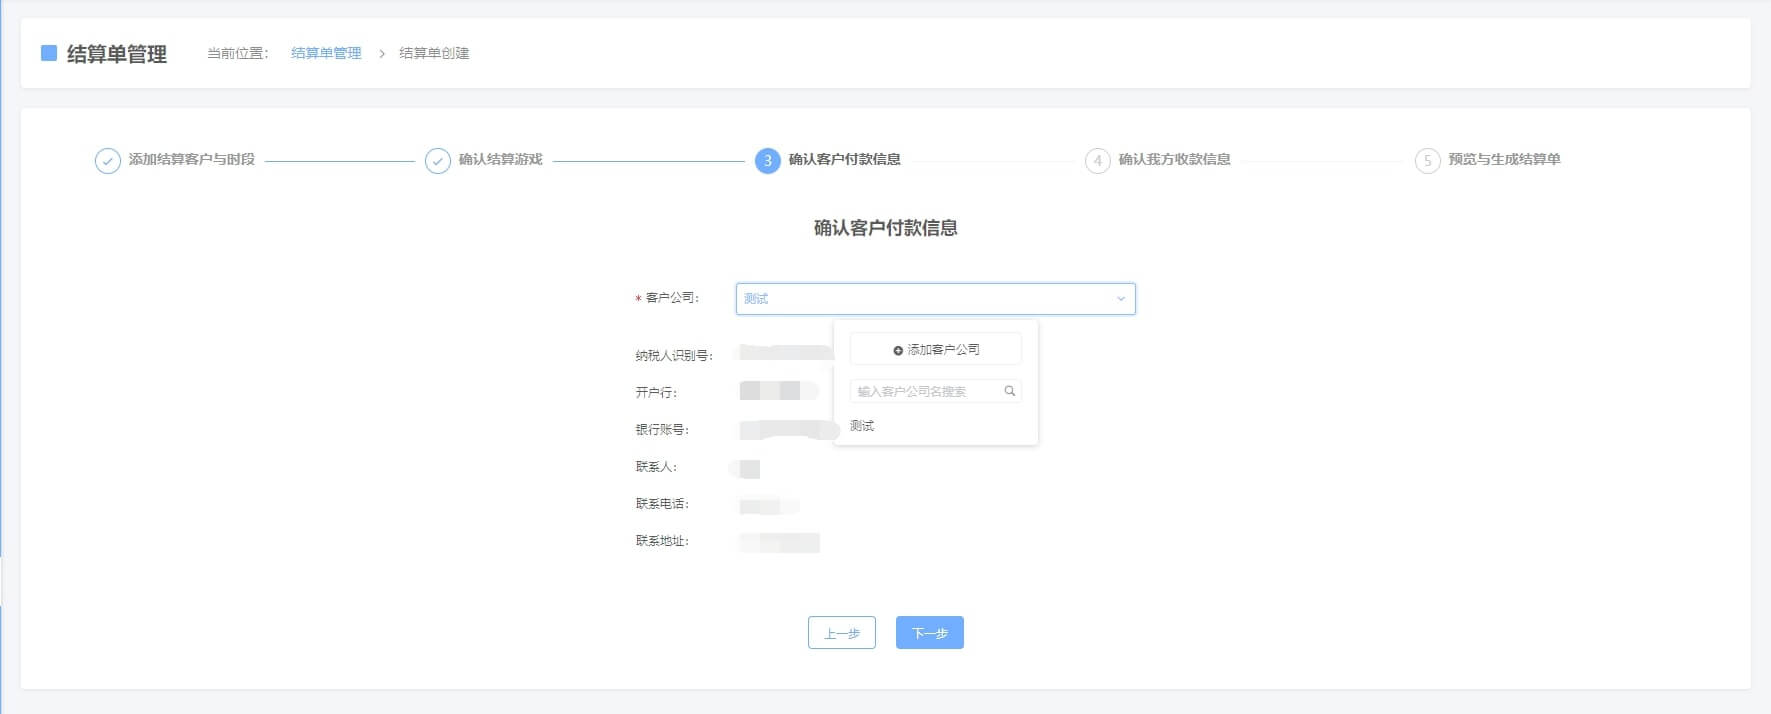 结算单管理 当前位置： 结算单管理 > 结算单创建
添加结算客户与时段 确认结算游戏 3 确认客户付款信息 4 确认我方收款信息 5 预览与生成结算单
确认客户付款信息
* 客户公司： 测试
添加客户公司
纳税人识别号：
输入客户公司名搜索
开户行：
测试
银行账号：
联系人：
联系电话：
联系地址：
上一步 下一步